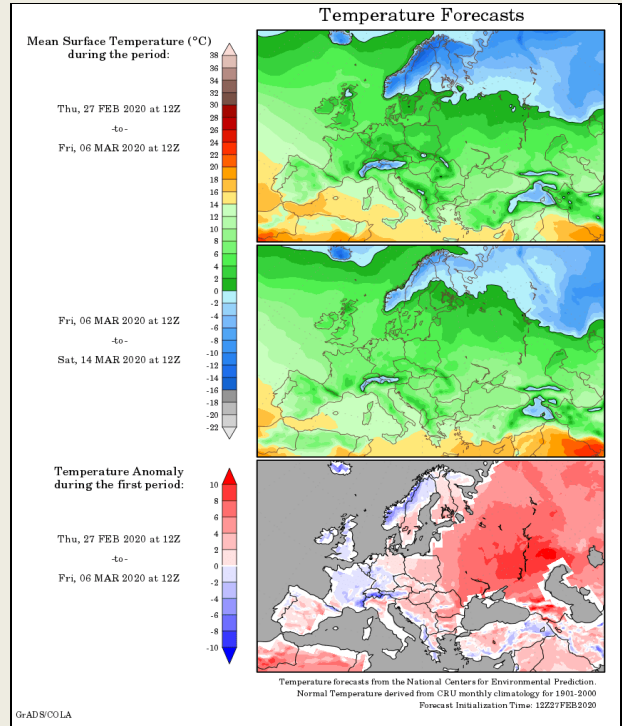 Temperature Forecasts
Mean Surface Temperature (°C)
during the period:
Thu, 27 FEB 2020 at 12Z
-to-
Fri, 06 MAR 2020 at 12Z
38
36
34
32
30
28
26
24
22
20
18
16
14
12
10
8
6
4
2
0
-2
-4
-6
-8
-10
-12
-14
-16
-18
-20
-22
Fri, 06 MAR 2020 at 12Z
-to-
Sat, 14 MAR 2020 at 12Z
Temperature Anomaly
during the first period:
Thu, 27 FEB 2020 at 12Z
-to-
Fri, 06 MAR 2020 at 12Z
10
8
6
4
2
0
-2
-4
-6
-8
-10
Temperature forecasts from the National Centers for Environmental Prediction.
Normal Temperature derived from CRU monthly climatology for 1901-2000
Forecast Initialization Time: 12Z27FEB2020
GrADS/COLA